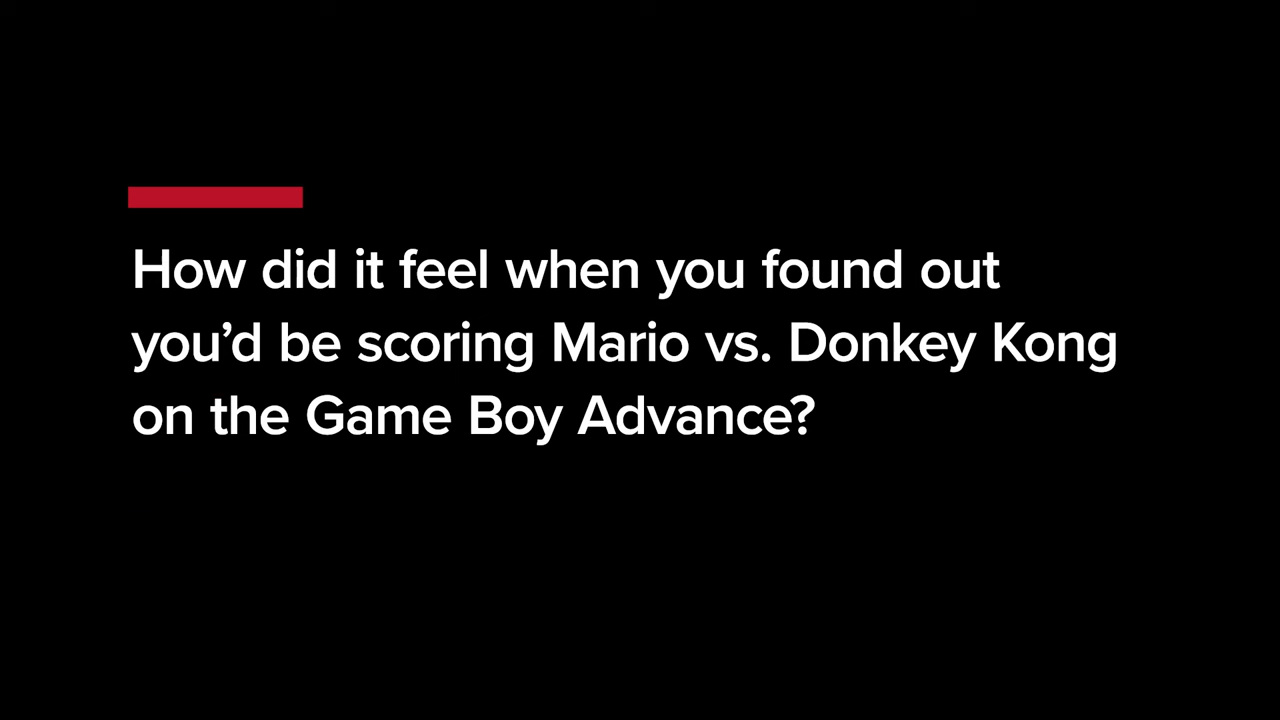 How did it feel when you found out
you’d be scoring Mario vs. Donkey Kong
on the Game Boy Advance?